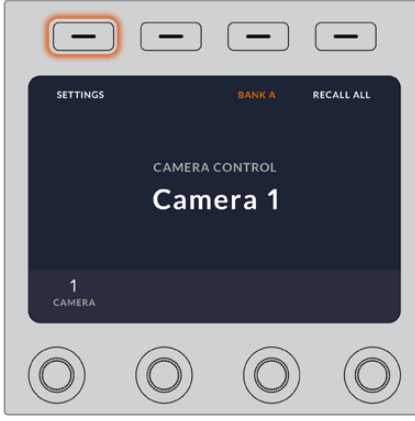 SETTINGS BANK A RECALL ALL
CAMERA CONTROL
Camera 1
1
CAMERA